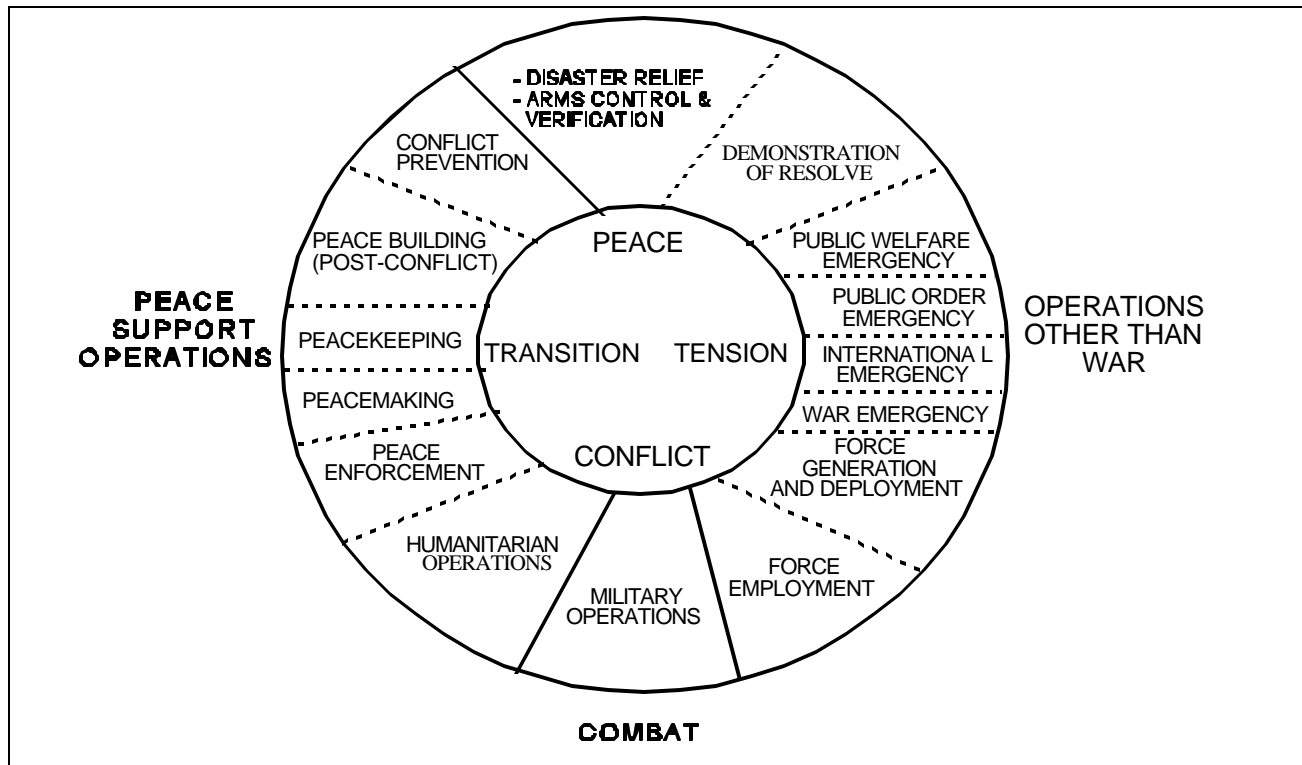 - DISASTER RELIEF
- ARMS CONTROL &
VERIFICATION
CONFLICT
PREVENTION
DEMONSTRATION
OF RESOLVE
PEACE BUILDING
(POST-CONFLICT)
PEACE
PUBLIC WELFARE
EMERGENCY
PEACE
SUPPORT
OPERATIONS
PUBLIC ORDER
EMERGENCY
OPERATIONS
OTHER THAN
WAR
PEACEKEEPING
TRANSITION
TENSION
INTERNATIONA L
EMERGENCY
PEACEMAKING
WAR EMERGENCY
PEACE
ENFORCEMENT
CONFLICT
FORCE
GENERATION
AND DEPLOYMENT
HUMANITARIAN
OPERATIONS
MILITARY
OPERATIONS
FORCE
EMPLOYMENT
COMBAT